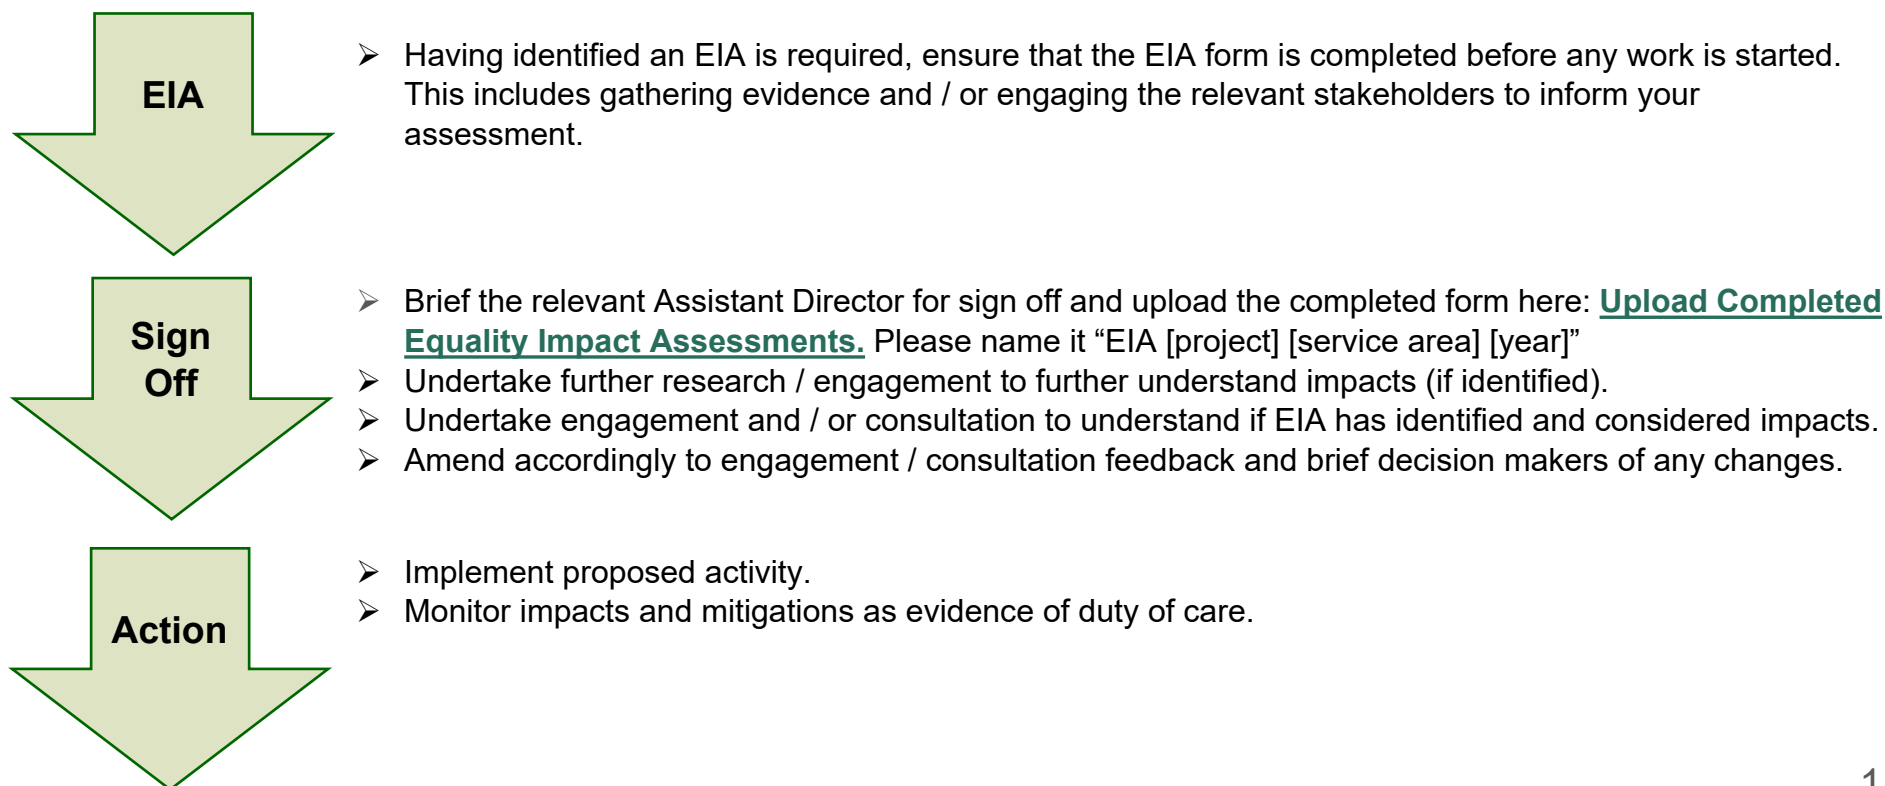 EIA
➢ Having identified an EIA is required, ensure that the EIA form is completed before any work is started.
This includes gathering evidence and / or engaging the relevant stakeholders to inform your
assessment.
Sign
Off
➢ Brief the relevant Assistant Director for sign off and upload the completed form here: Upload Completed
Equality Impact Assessments. Please name it “EIA [project] [service area] [year]”
➢ Undertake further research / engagement to further understand impacts (if identified).
➢ Undertake engagement and / or consultation to understand if EIA has identified and considered impacts.
➢ Amend accordingly to engagement / consultation feedback and brief decision makers of any changes.
Action
➢ Implement proposed activity.
➢ Monitor impacts and mitigations as evidence of duty of care.
1